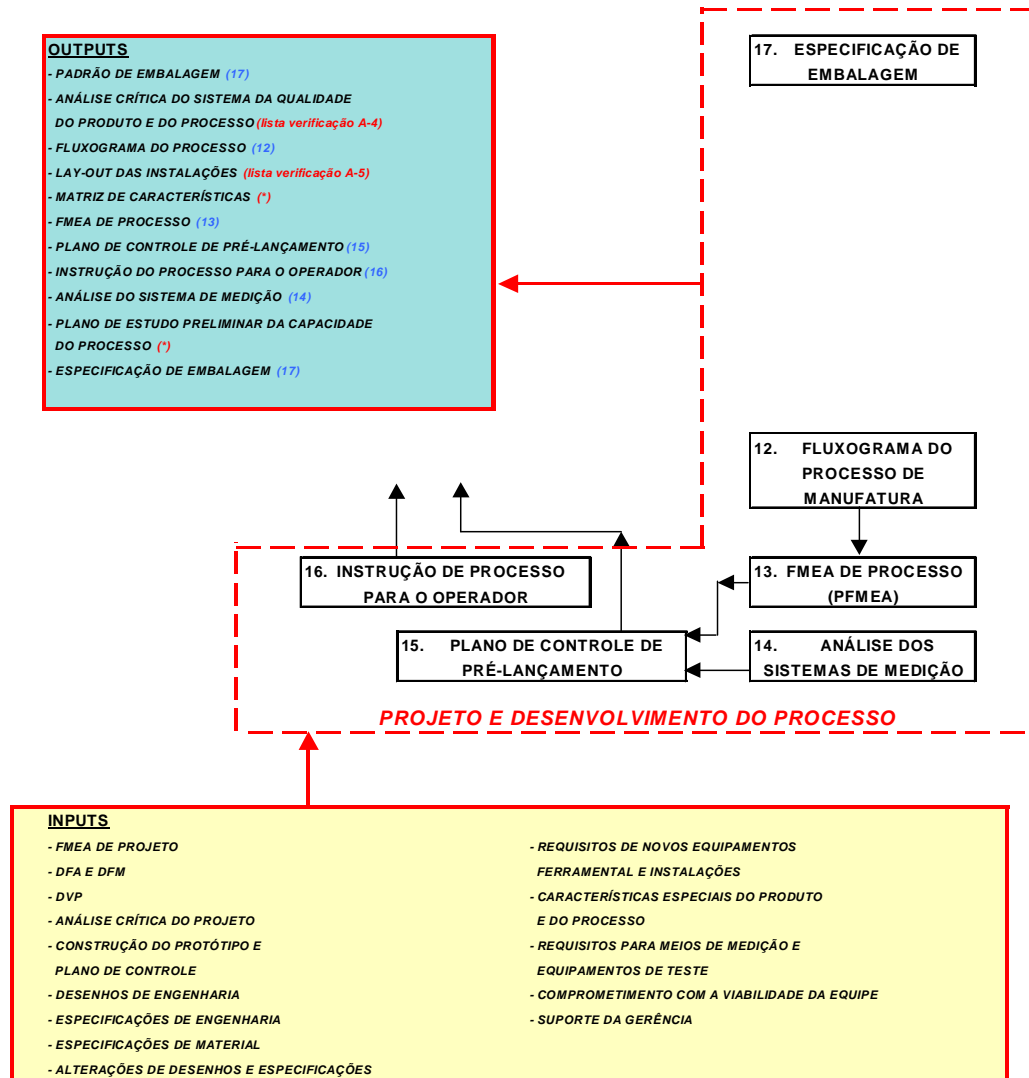 OUTPUTS
- PADRÃO DE EMBALAGEM (17)
- ANÁLISE CRÍTICA DO SISTEMA DA QUALIDADE
DO PRODUTO E DO PROCESSO (lista verificação A-4)
- FLUXOGRAMA DO PROCESSO (12)
- LAY-OUT DAS INSTALAÇÕES (lista verificação A-5)
- MATRIZ DE CARACTERÍSTICAS (*)
- FMEA DE PROCESSO (13)
- PLANO DE CONTROLE DE PRÉ-LANÇAMENTO (15)
- INSTRUÇÃO DO PROCESSO PARA O OPERADOR (16)
- ANÁLISE DO SISTEMA DE MEDIÇÃO (14)
- PLANO DE ESTUDO PRELIMINAR DA CAPACIDADE
DO PROCESSO (*)
- ESPECIFICAÇÃO DE EMBALAGEM (17)
17. ESPECIFICAÇÃO DE
EMBALAGEM
12. FLUXOGRAMA DO
PROCESSO DE
MANUFATURA
16. INSTRUÇÃO DE PROCESSO
PARA O OPERADOR
13. FMEA DE PROCESSO
(PFMEA)
15. PLANO DE CONTROLE DE
PRÉ-LANÇAMENTO
14. ANÁLISE DOS
SISTEMAS DE MEDIÇÃO
PROJETO E DESENVOLVIMENTO DO PROCESSO
INPUTS
- FMEA DE PROJETO
- DFA E DFM
- DVP
- ANÁLISE CRÍTICA DO PROJETO
- CONSTRUÇÃO DO PROTÓTIPO E
PLANO DE CONTROLE
- DESENHOS DE ENGENHARIA
- ESPECIFICAÇÕES DE ENGENHARIA
- ESPECIFICAÇÕES DE MATERIAL
- ALTERAÇÕES DE DESENHOS E ESPECIFICAÇÕES
- REQUISITOS DE NOVOS EQUIPAMENTOS
FERRAMENTAL E INSTALAÇÕES
- CARACTERÍSTICAS ESPECIAIS DO PRODUTO
E DO PROCESSO
- REQUISITOS PARA MEIOS DE MEDIÇÃO E
EQUIPAMENTOS DE TESTE
- COMPROMETIMENTO COM A VIABILIDADE DA EQUIPE
- SUPORTE DA GERÊNCIA